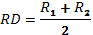 RD = (R₁ + R₂) / 2